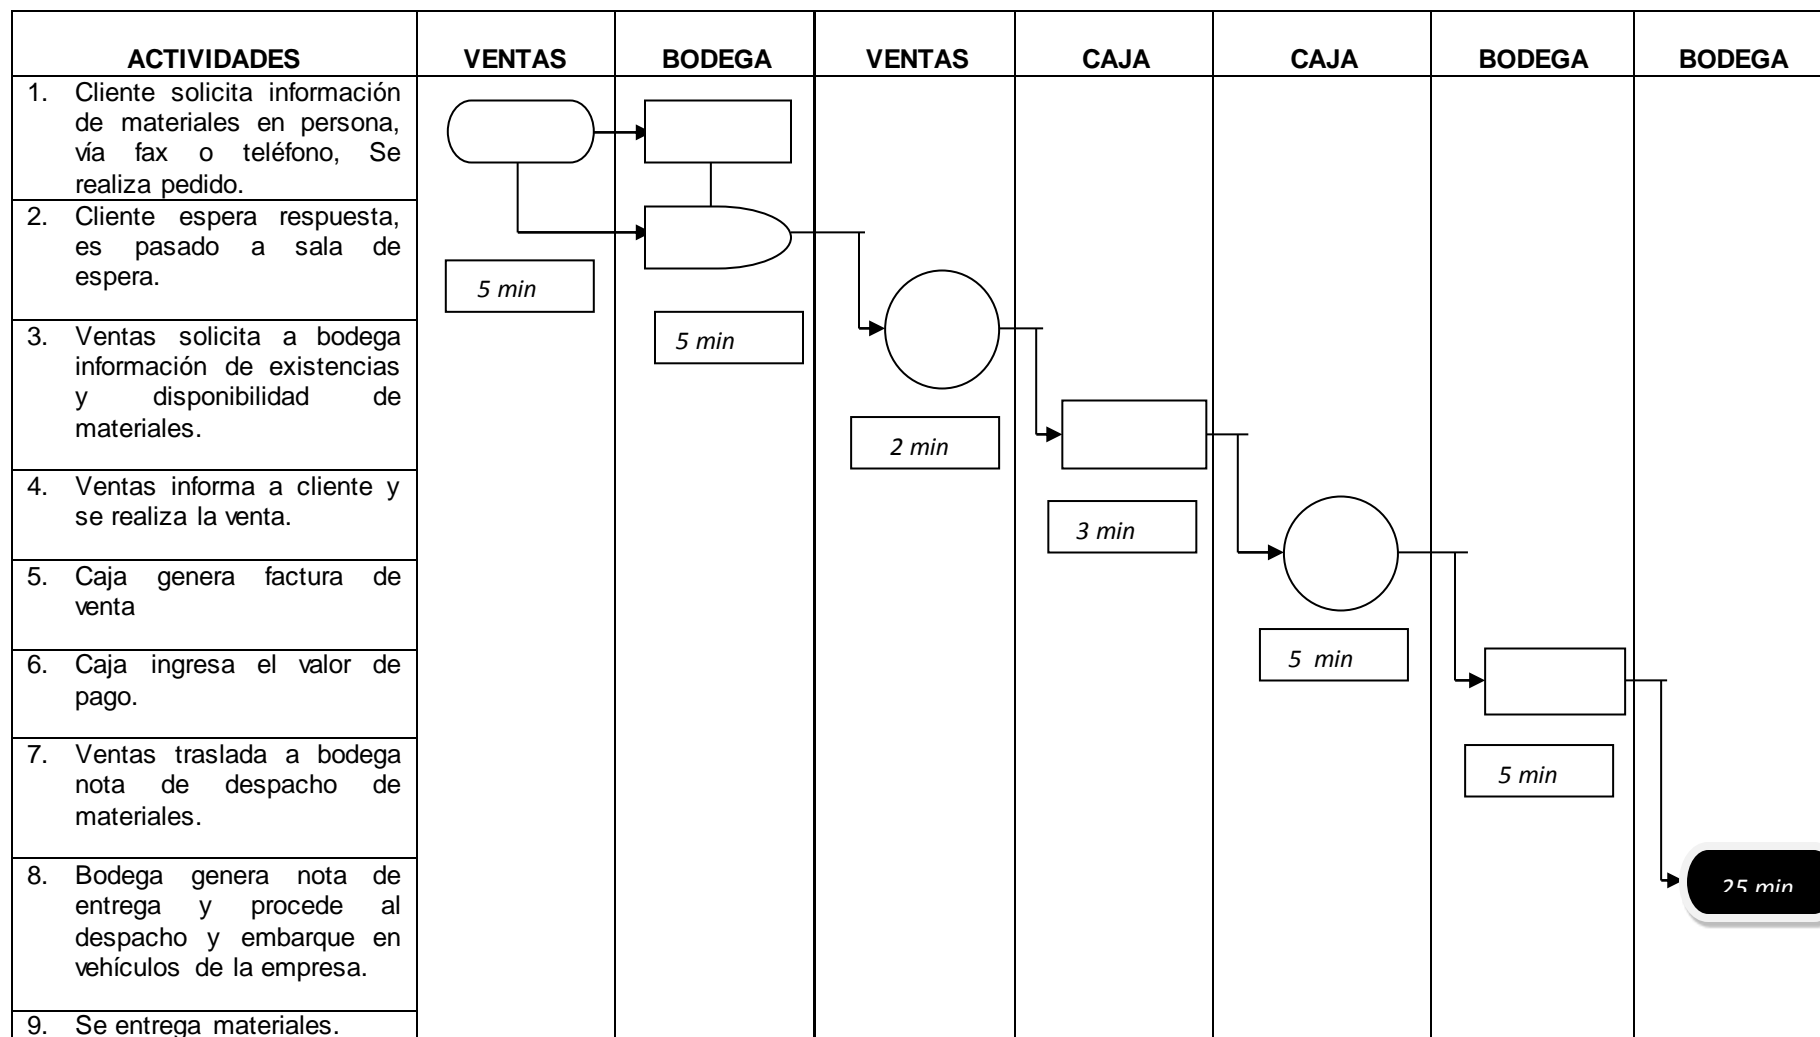 ACTIVIDADES VENTAS BODEGA VENTAS CAJA CAJA BODEGA BODEGA
1. Cliente solicita información
de materiales en persona,
vía fax o teléfono, Se
realiza pedido.
2. Cliente espera respuesta,
es pasado a sala de
espera.
5 min
5 min
3. Ventas solicita a bodega
información de existencias
y disponibilidad de
materiales.
2 min
4. Ventas informa a cliente y
se realiza la venta.
3 min
5. Caja genera factura de
venta
6. Caja ingresa el valor de
pago.
5 min
7. Ventas traslada a bodega
nota de despacho de
materiales.
5 min
8. Bodega genera nota de
entrega y procede al
despacho y embarque en
vehículos de la empresa.
25 min
9. Se entrega materiales.